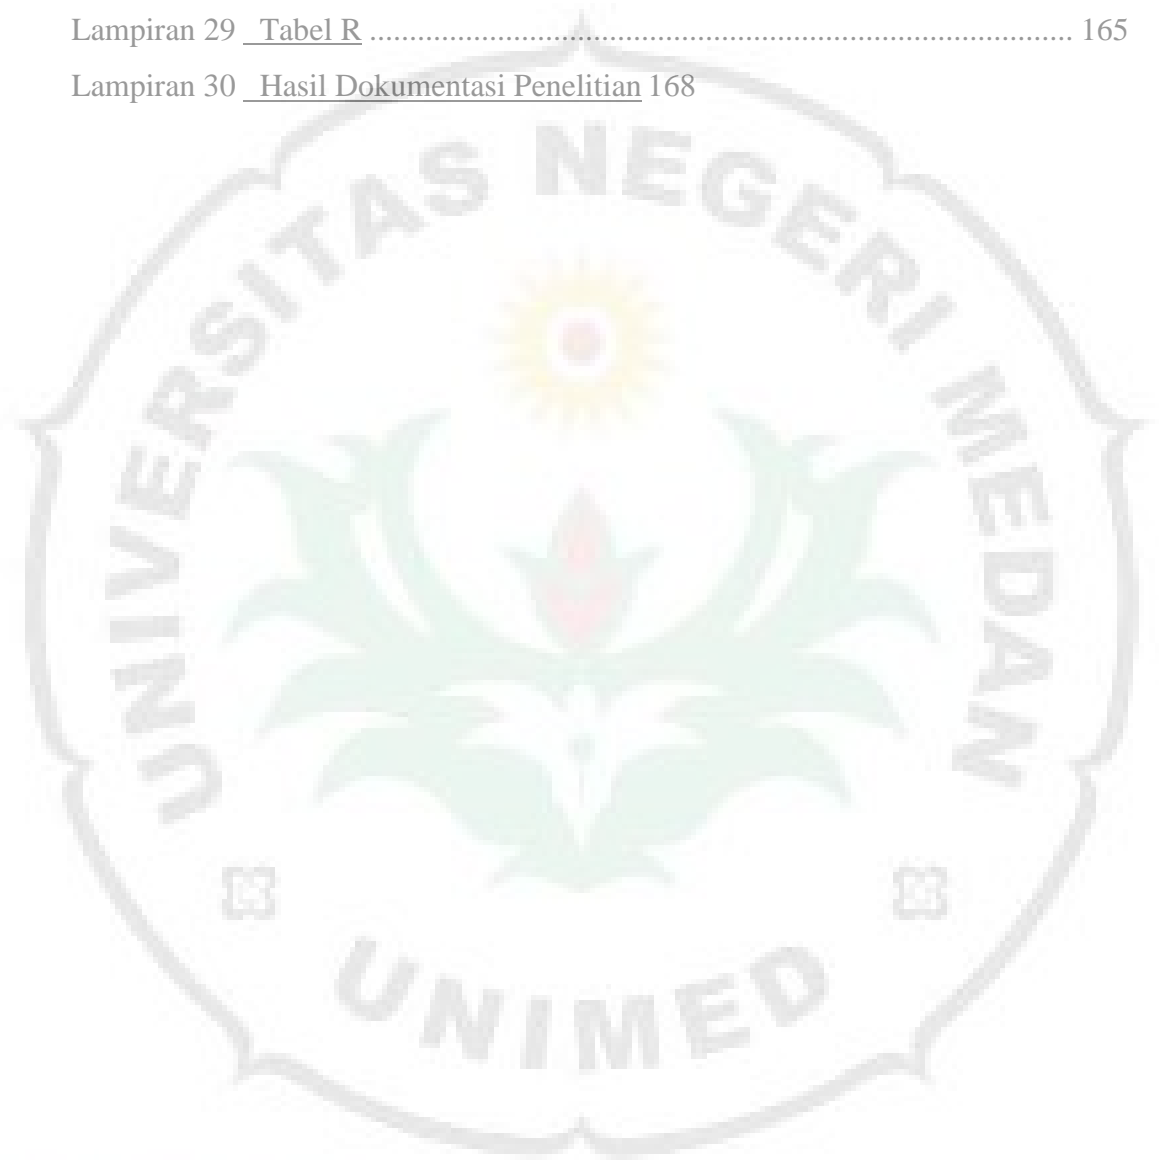 Lampiran 29   Tabel R ........................................................................................ 165
Lampiran 30   Hasil Dokumentasi Penelitian 168
UNIVERSITAS NEGERI MEDAN
UNIMED